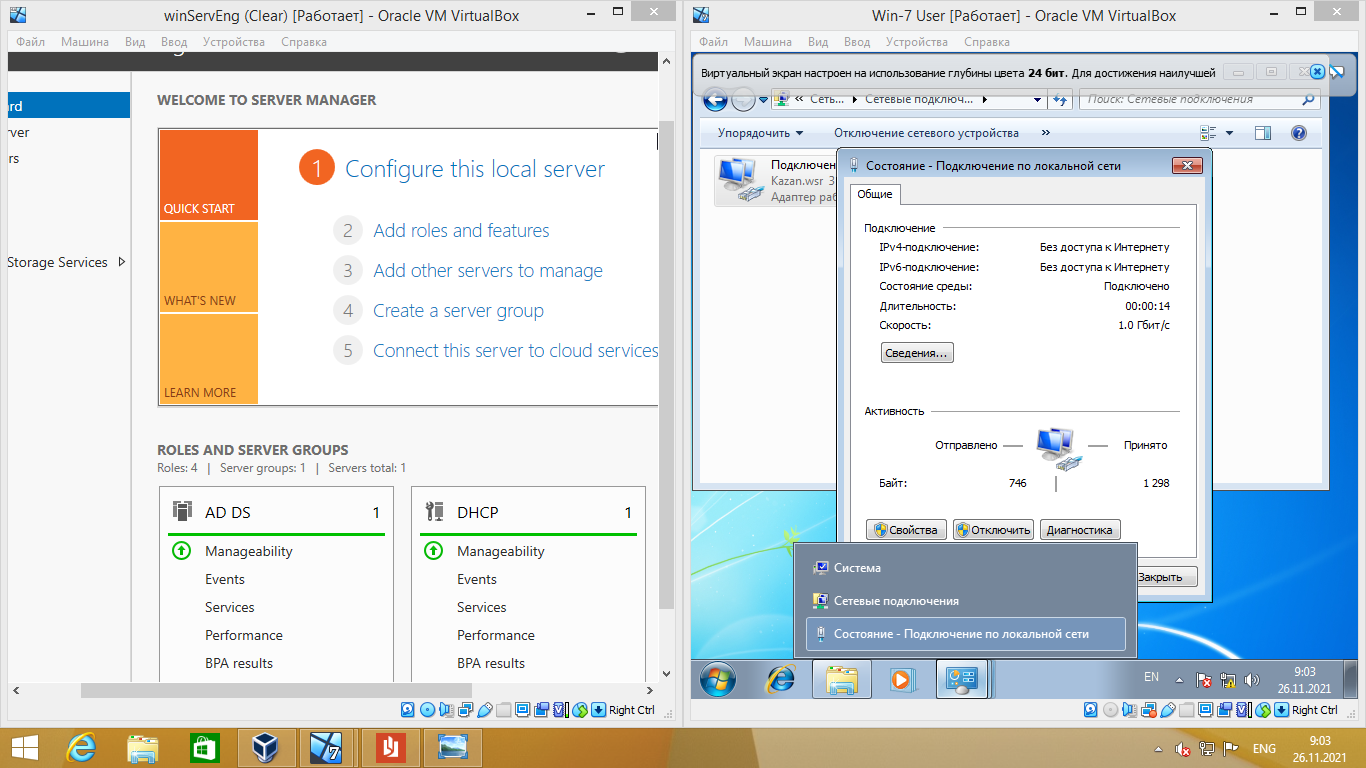 winServEng (Clear) [Работает] - Oracle VM VirtualBox
Файл Машина Вид Ввод Устройства Справка
ard
rver
rs
Storage Services
WELCOME TO SERVER MANAGER
QUICK START
WHAT'S NEW
LEARN MORE
1 Configure this local server
2 Add roles and features
3 Add other servers to manage
4 Create a server group
5 Connect this server to cloud services
ROLES AND SERVER GROUPS
Roles: 4 | Server groups: 1 | Servers total: 1
AD DS 1
Manageability
Events
Services
Performance
BPA results
DHCP 1
Manageability
Events
Services
Performance
BPA results
Right Ctrl
Win-7 User [Работает] - Oracle VM VirtualBox
Файл Машина Вид Ввод Устройства Справка
Виртуальный экран настроен на использование глубины цвета 24 бит. Для достижения наилучшей
« Сеть... Сетевые подключ... Поиск: Сетевые подключения
Упорядочить Отключение сетевого устройства »
Подключен
Kazan.wsr 3
Адаптер раб
Состояние - Подключение по локальной сети
Общие
Подключение
IPv4-подключение: Без доступа к Интернету
IPv6-подключение: Без доступа к Интернету
Состояние среды: Подключено
Длительность: 00:00:14
Скорость: 1.0 Гбит/с
Сведения...
Активность
Отправлено Принято
Байт: 746 1 298
Свойства Отключить Диагностика
Закрыть
Система
Сетевые подключения
Состояние - Подключение по локальной сети
EN 9:03
26.11.2021
Right Ctrl
ENG 9:03
26.11.2021